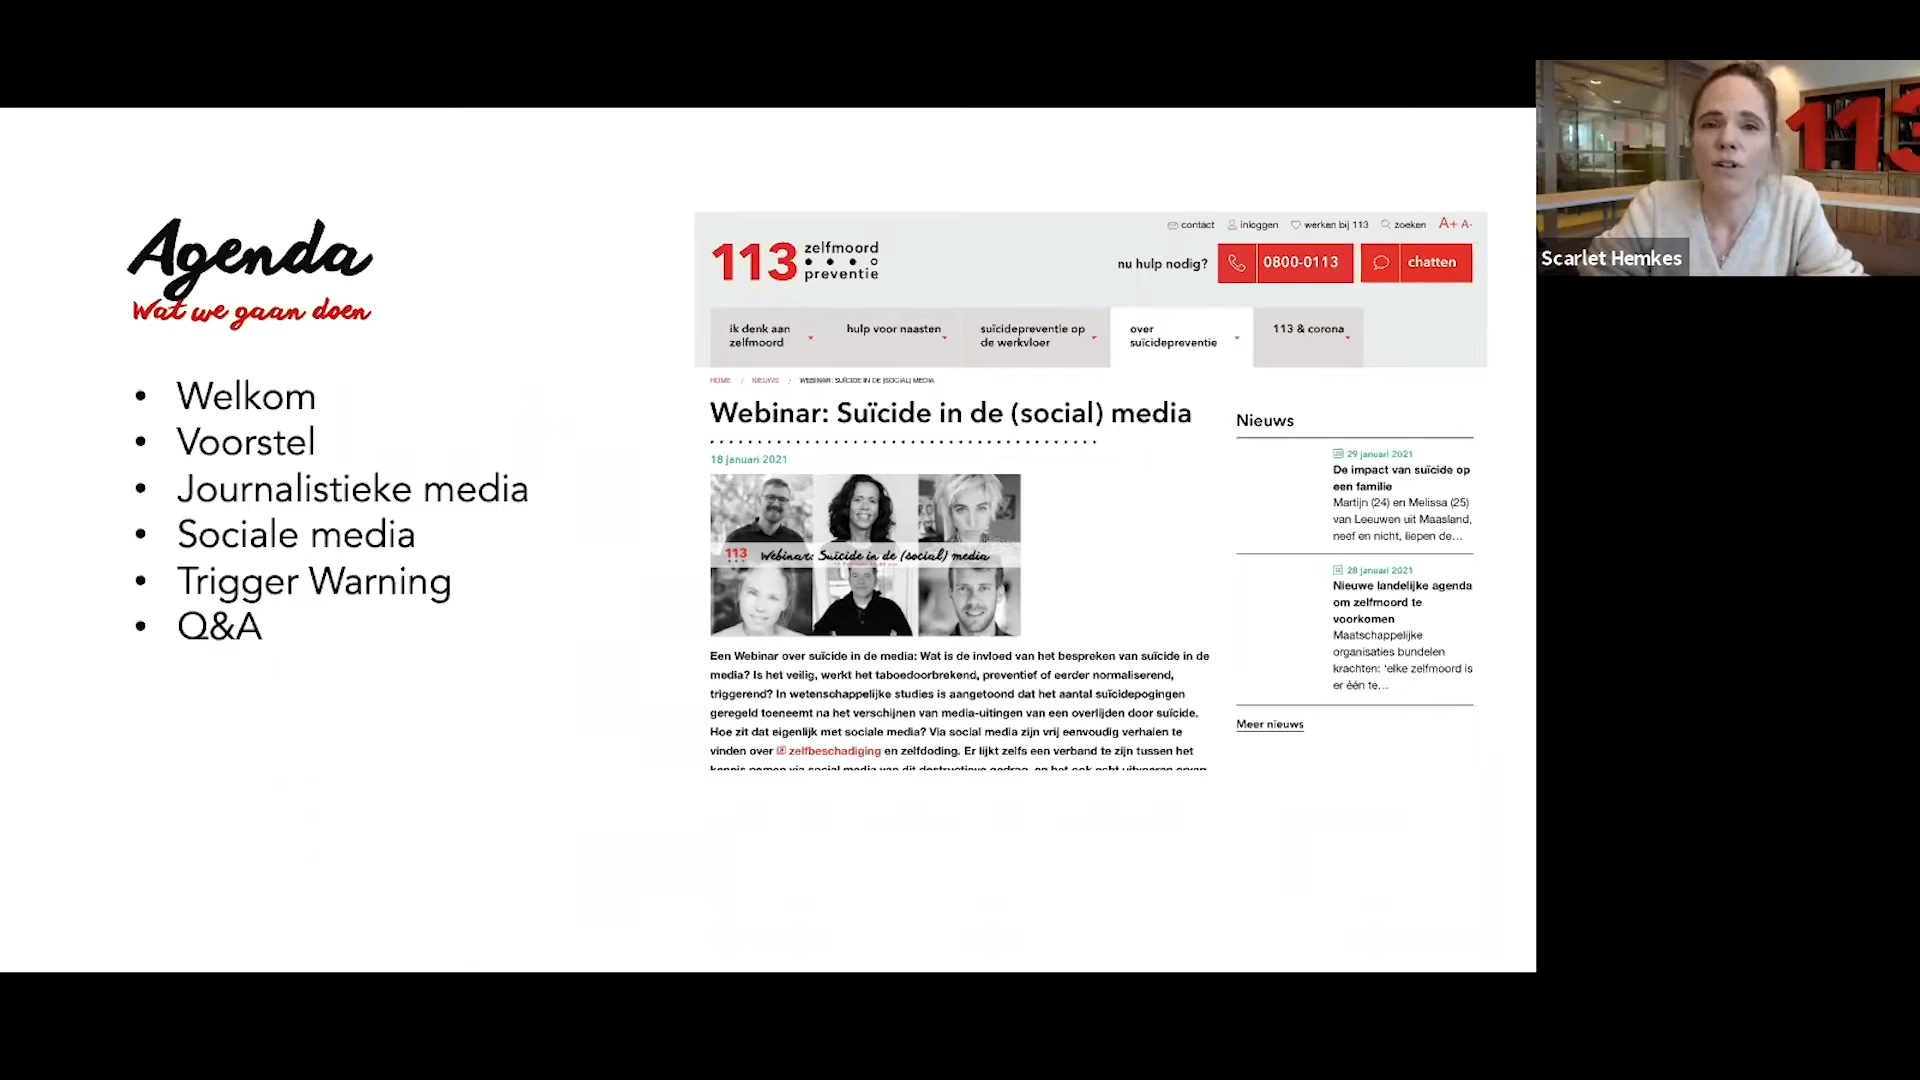 Agenda
Wat we gaan doen
• Welkom
• Voorstel
• Journalistieke media
• Sociale media
• Trigger Warning
• Q&A
contact inloggen werken bij 113 zoeken A+ A-
113 zelfmoord
preventie
nu hulp nodig? 0800-0113 chatten
ik denk aan
zelfmoord
hulp voor naasten
suïcidepreventie op
de werkvloer
over
suïcidepreventie
113 & corona
HOME / NIEUWS / WEBINAR: SUÏCIDE IN DE (SOCIAL) MEDIA
Webinar: Suïcide in de (social) media
18 januari 2021
113 Webinar: Suïcide in de (social) media
Een Webinar over suïcide in de media: Wat is de invloed van het bespreken van suïcide in de
media? Is het veilig, werkt het taboedoorbrekend, preventief of eerder normaliserend,
triggerend? In wetenschappelijke studies is aangetoond dat het aantal suïcidepogingen
geregeld toeneemt na het verschijnen van media-uitingen van een overlijden door suïcide.
Hoe zit dat eigenlijk met sociale media? Via social media zijn vrij eenvoudig verhalen te
vinden over zelfbeschadiging en zelfdoding. Er lijkt zelfs een verband te zijn tussen het
Nieuws
29 januari 2021
De impact van suïcide op
een familie
Martijn (24) en Melissa (25)
van Leeuwen uit Maasland,
neef en nicht, liepen de...
28 januari 2021
Nieuwe landelijke agenda
om zelfmoord te
voorkomen
Maatschappelijke
organisaties bundelen
krachten: 'elke zelfmoord is
er één te...
Meer nieuws
113
Scarlet Hemkes